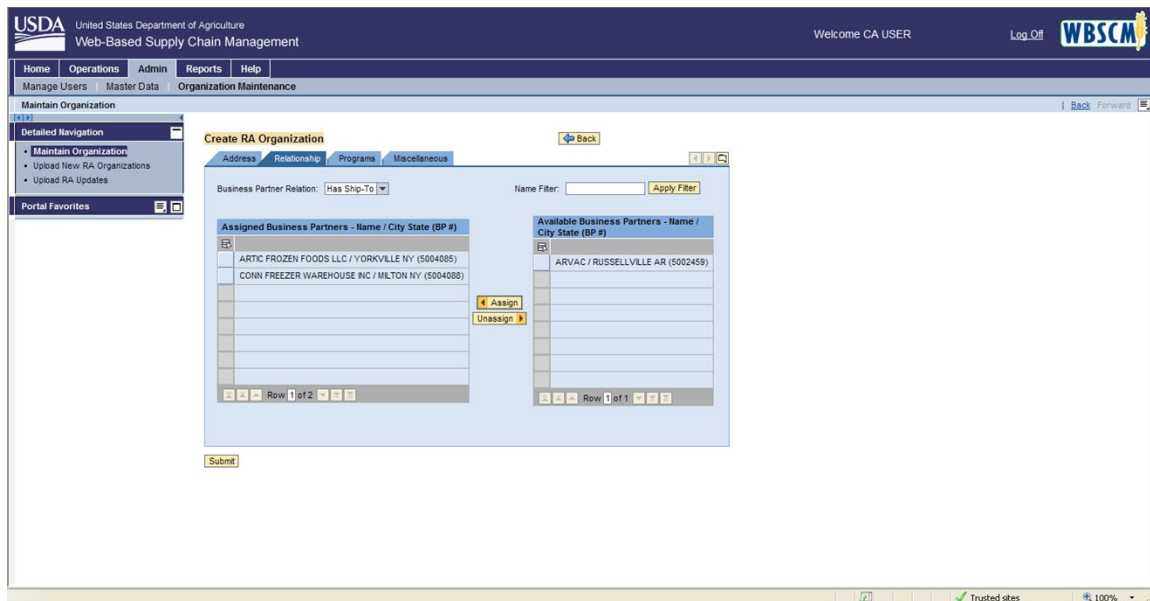 USDA United States Department of Agriculture
Web-Based Supply Chain Management
Welcome CA USER
Log Off
WBSCM
Home Operations Admin Reports Help
Manage Users | Master Data | Organization Maintenance
Maintain Organization
| Back Forward
Detailed Navigation
• Maintain Organization
• Upload New RA Organizations
• Upload RA Updates
Portal Favorites
Create RA Organization
Back
Address Relationship Programs Miscellaneous
Business Partner Relation: Has Ship-To
Name Filter: Apply Filter
Assigned Business Partners - Name / City State (BP #)
ARTIC FROZEN FOODS LLC / YORKVILLE NY (5004085)
CONN FREEZER WAREHOUSE INC / MILTON NY (5004088)
Row 1 of 2
Assign
Unassign
Available Business Partners - Name /
City State (BP #)
ARVAC / RUSSELLVILLE AR (5002459)
Row 1 of 1
Submit
Trusted sites
100%